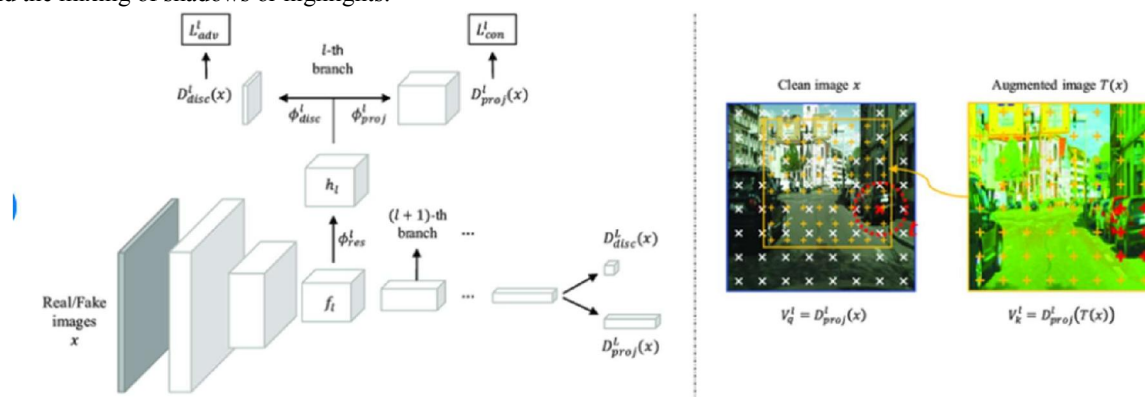 and the mixing of shadows or highlights.
L^l_adv
L^l_con
l-th
branch
D^l_disc(x)
D^l_proj(x)
ϕ^l_disc
ϕ^l_proj
h_l
(l + 1)-th
branch
...
ϕ^l_res
D^L_disc(x)
Real/Fake
images
x
f_l
...
D^L_proj(x)
Clean image x
Augmented image T(x)
V^l_q = D^l_proj(x)
V^l_k = D^l_proj(T(x))